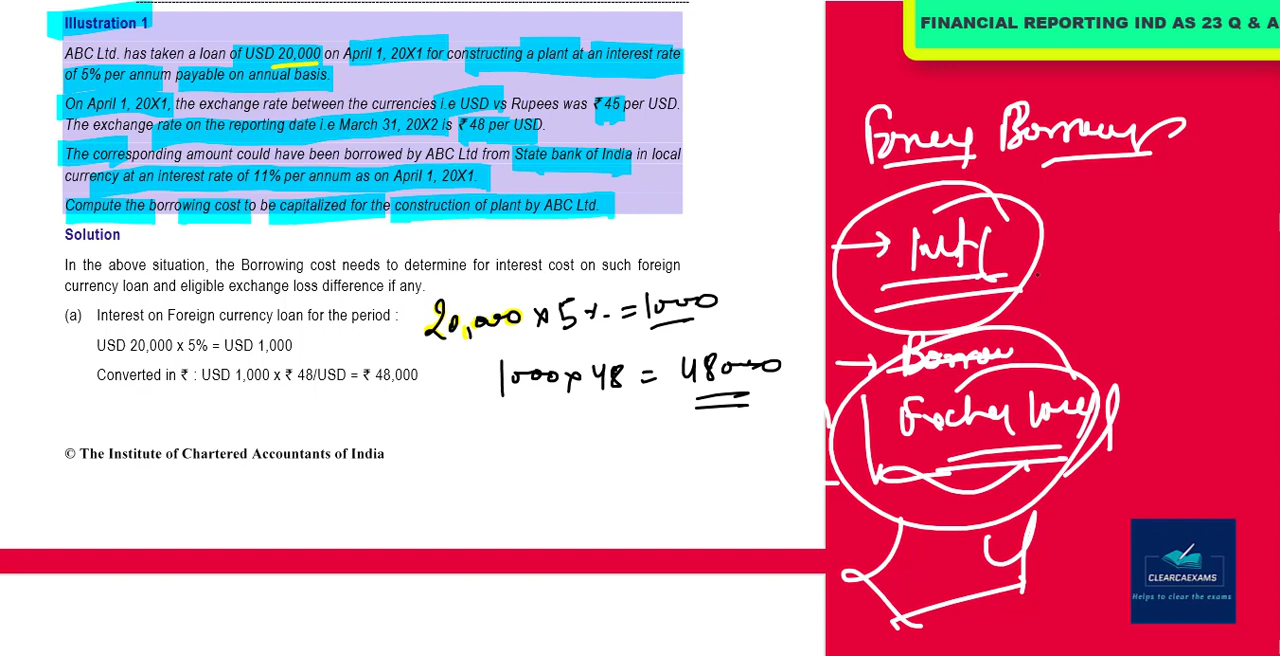 Illustration 1
ABC Ltd. has taken a loan of USD 20,000 on April 1, 20X1 for constructing a plant at an interest rate
of 5% per annum payable on annual basis.
On April 1, 20X1, the exchange rate between the currencies i.e USD vs Rupees was ₹ 45 per USD.
The exchange rate on the reporting date i.e March 31, 20X2 is ₹ 48 per USD.
The corresponding amount could have been borrowed by ABC Ltd from State bank of India in local
currency at an interest rate of 11% per annum as on April 1, 20X1.
Compute the borrowing cost to be capitalized for the construction of plant by ABC Ltd.
Solution
In the above situation, the Borrowing cost needs to determine for interest cost on such foreign
currency loan and eligible exchange loss difference if any.
(a) Interest on Foreign currency loan for the period :
20,000 x 5% = 1000
USD 20,000 x 5% = USD 1,000
Converted in ₹ : USD 1,000 x ₹ 48/USD = ₹ 48,000
1000 x 48 = 48000
© The Institute of Chartered Accountants of India
FINANCIAL REPORTING IND AS 23 Q & A
Borrow
CLEARCAEXAMS
Helps to clear the exams